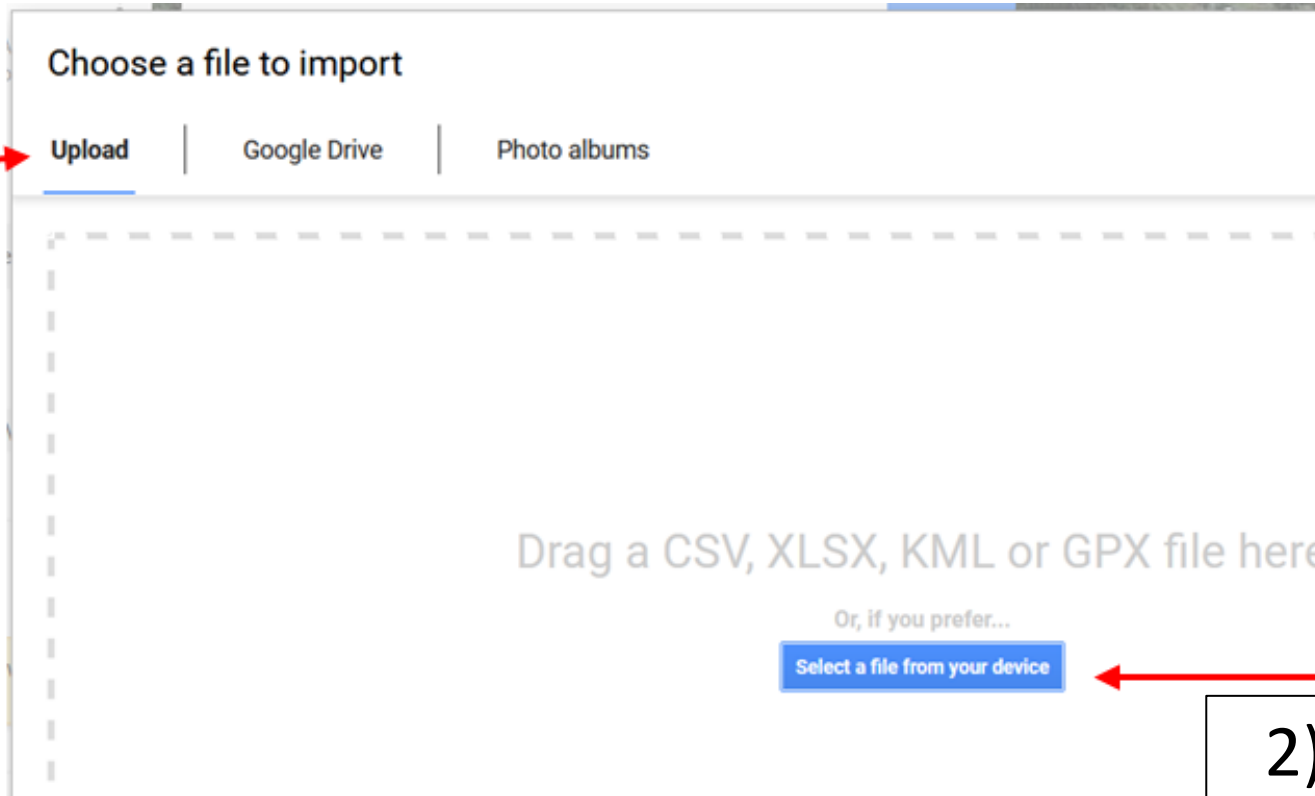 Choose a file to import
Upload Google Drive Photo albums
Drag a CSV, XLSX, KML or GPX file here
Or, if you prefer...
Select a file from your device
2)